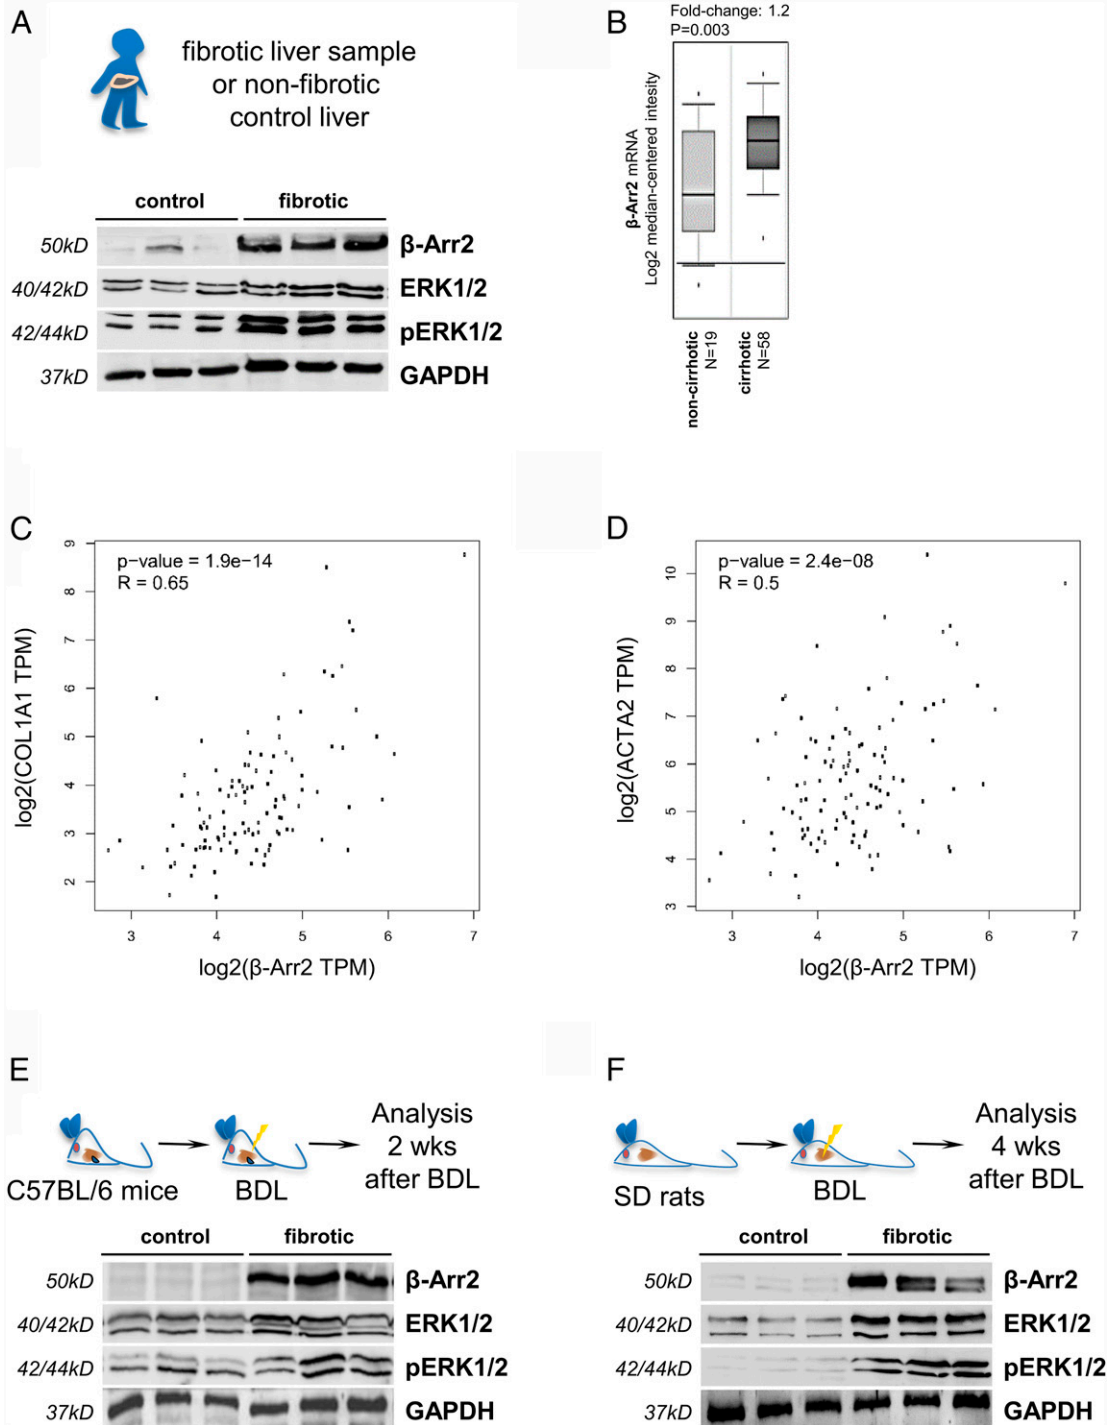 A
fibrotic liver sample
or non-fibrotic
control liver
control
fibrotic
50kD
β-Arr2
40/42kD
ERK1/2
42/44kD
pERK1/2
37kD
GAPDH
B
Fold-change: 1.2
P=0.003
β-Arr2 mRNA
Log2 median-centered intesity
non-cirrhotic
N=19
cirrhotic
N=58
C
p-value = 1.9e-14
R = 0.65
log2(COL1A1 TPM)
9
8
7
6
5
4
3
2
3 4 5 6 7
log2(β-Arr2 TPM)
D
p-value = 2.4e-08
R = 0.5
log2(ACTA2 TPM)
10
9
8
7
6
5
4
3
3 4 5 6 7
log2(β-Arr2 TPM)
E
C57BL/6 mice
BDL
Analysis
2 wks
after BDL
control
fibrotic
50kD
β-Arr2
40/42kD
ERK1/2
42/44kD
pERK1/2
37kD
GAPDH
F
SD rats
BDL
Analysis
4 wks
after BDL
control
fibrotic
50kD
β-Arr2
40/42kD
ERK1/2
42/44kD
pERK1/2
37kD
GAPDH